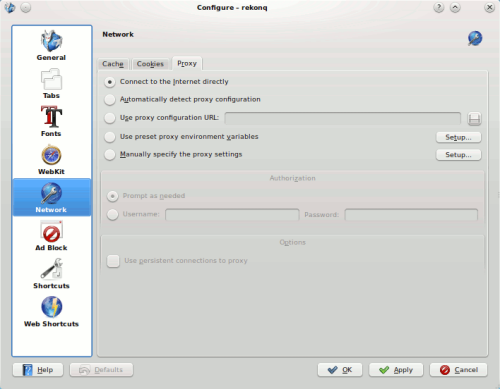 Configure - rekonq
Network
General
Tabs
Fonts
WebKit
Network
Ad Block
Shortcuts
Web Shortcuts
Cache Cookies Proxy
Connect to the Internet directly
Automatically detect proxy configuration
Use proxy configuration URL:
Use preset proxy environment variables Setup...
Manually specify the proxy settings Setup...
Authorization
Prompt as needed
Username: Password:
Options
Use persistent connections to proxy
Help Defaults OK Apply Cancel